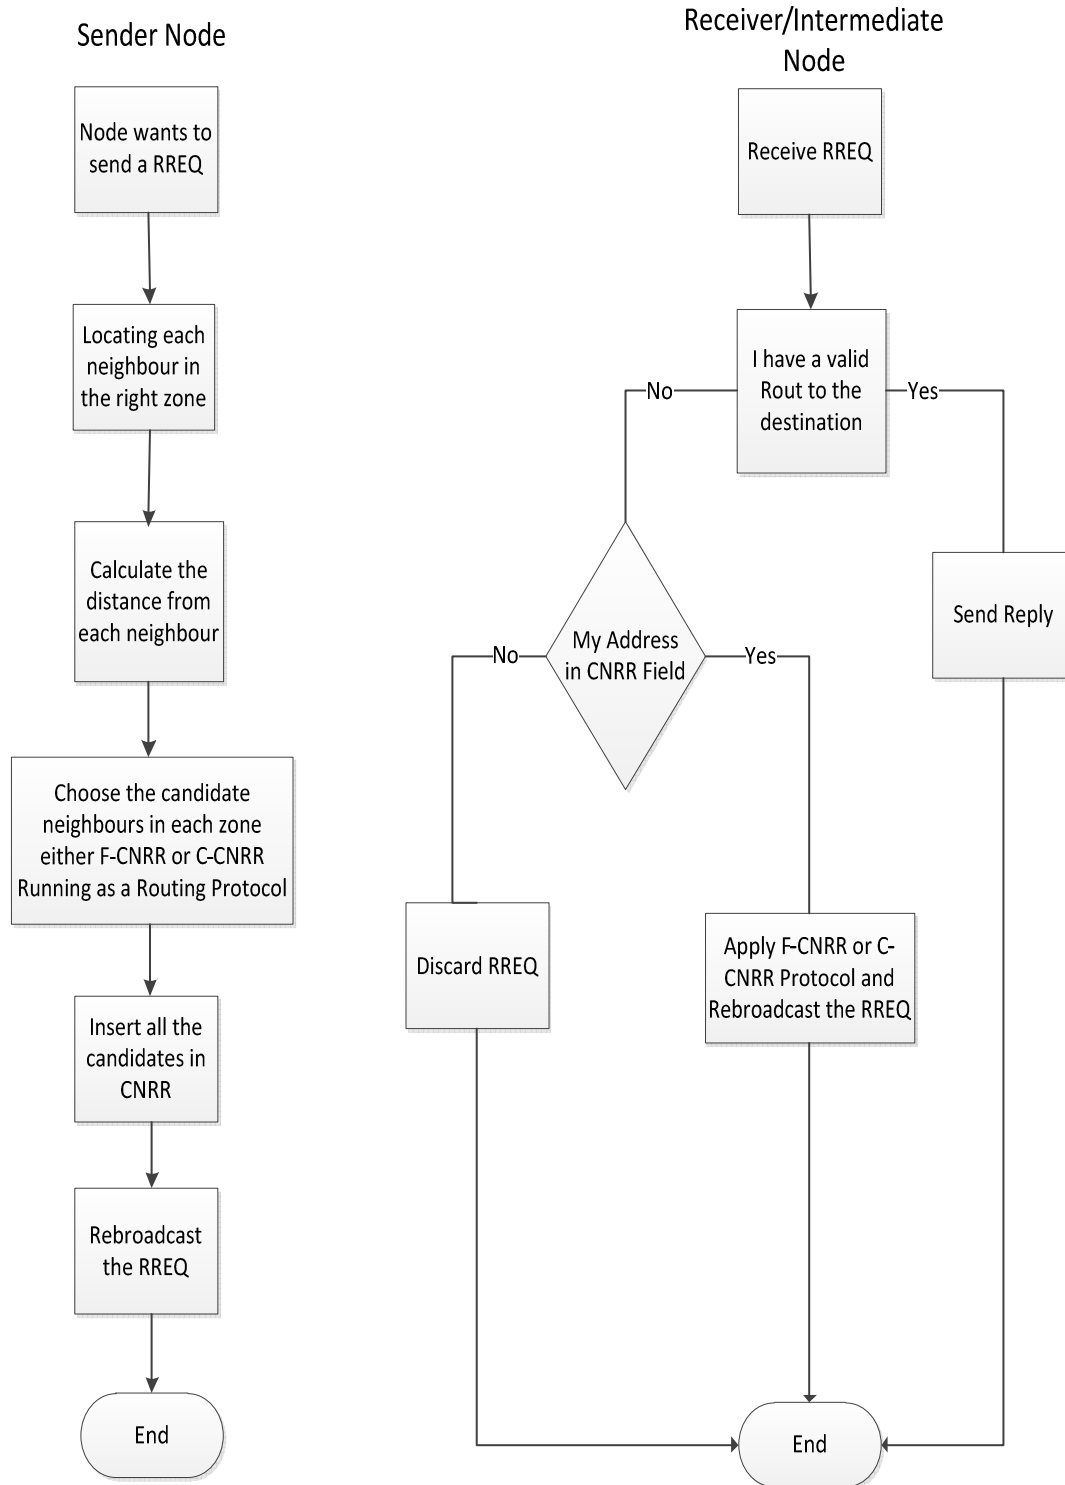 Sender Node
Node wants to
send a RREQ
Locating each
neighbour in
the right zone
Calculate the
distance from
each neighbour
Choose the candidate
neighbours in each zone
either F-CNRR or C-CNRR
Running as a Routing Protocol
Insert all the
candidates in
CNRR
Rebroadcast
the RREQ
End
Receiver/Intermediate
Node
Receive RREQ
I have a valid
Rout to the
destination
No
Yes
Send Reply
My Address
in CNRR Field
No
Yes
Discard RREQ
Apply F-CNRR or C-
CNRR Protocol and
Rebroadcast the RREQ
End